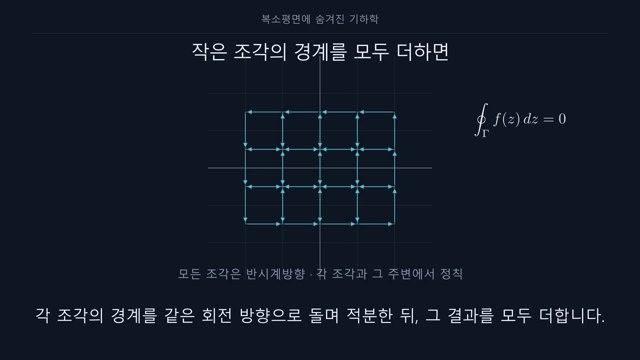 복소평면에 숨겨진 기하학
작은 조각의 경계를 모두 더하면
∮_Γ f(z) dz = 0
모든 조각은 반시계방향 · 각 조각과 그 주변에서 정칙
각 조각의 경계를 같은 회전 방향으로 돌며 적분한 뒤, 그 결과를 모두 더합니다.